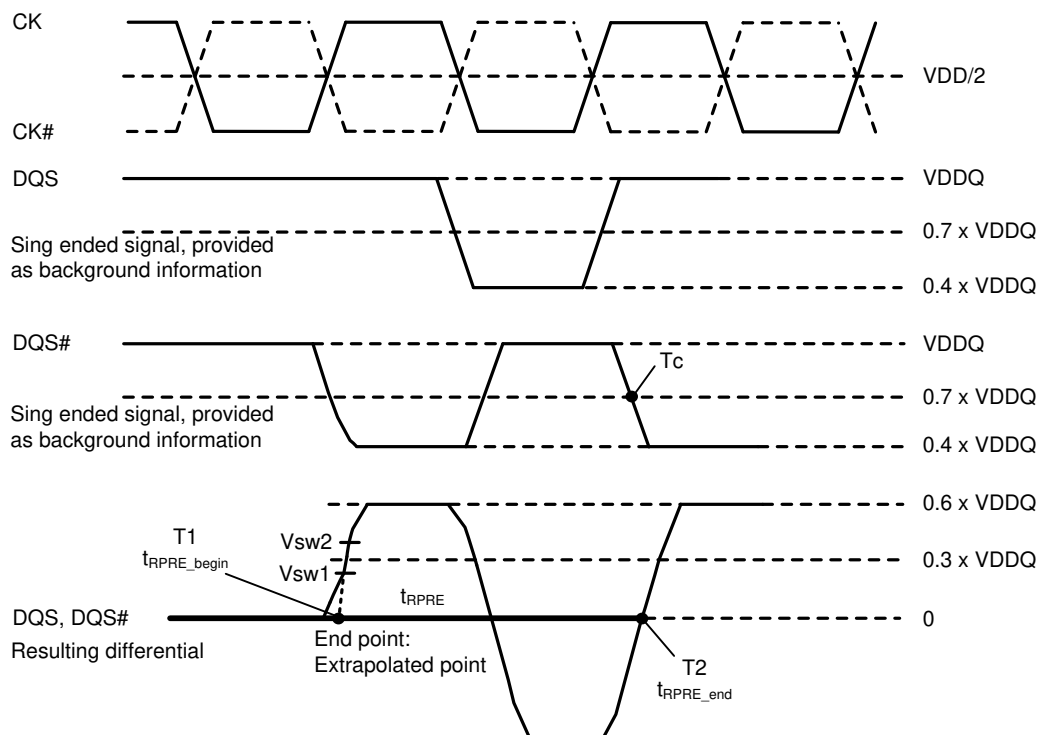 CK
VDD/2
CK#
DQS
VDDQ
0.7 x VDDQ
Sing ended signal, provided
as background information
0.4 x VDDQ
DQS#
VDDQ
Tc
0.7 x VDDQ
Sing ended signal, provided
as background information
0.4 x VDDQ
0.6 x VDDQ
T1
tRPRE_begin
Vsw2
0.3 x VDDQ
Vsw1
tRPRE
DQS, DQS#
0
Resulting differential
End point:
Extrapolated point
T2
tRPRE_end